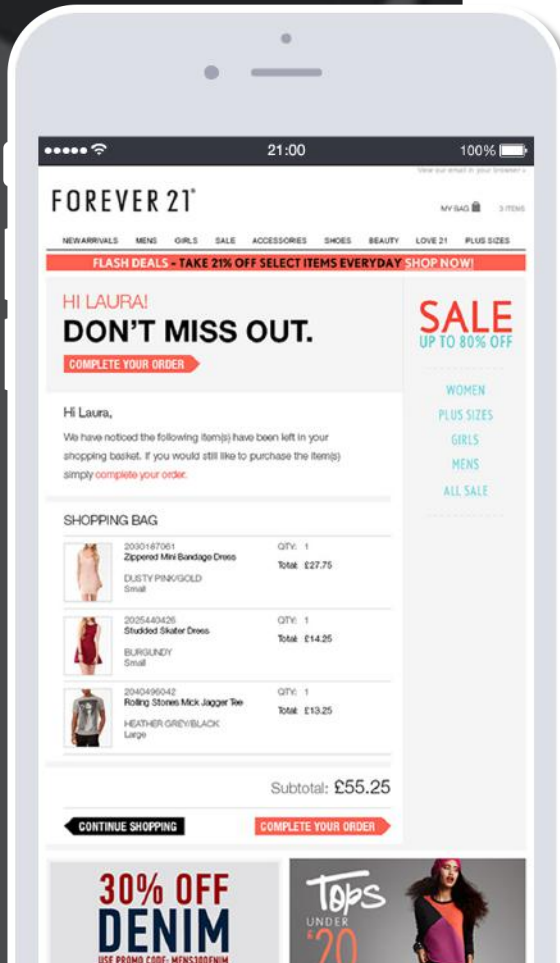 21:00
100%
View our email in your browser »
FOREVER 21
MY BAG 3 ITEMS
NEW ARRIVALS MENS GIRLS SALE ACCESSORIES SHOES BEAUTY LOVE 21 PLUS SIZES
FLASH DEALS - TAKE 21% OFF SELECT ITEMS EVERYDAY SHOP NOW!
HI LAURA!
DON'T MISS OUT.
COMPLETE YOUR ORDER
Hi Laura,
We have noticed the following item(s) have been left in your
shopping basket. If you would still like to purchase the item(s)
simply complete your order.
SHOPPING BAG
2030187061
Zippered Mini Bandage Dress
DUSTY PINK/GOLD
Small
QTY: 1
Total: £27.75
2025440426
Studded Skater Dress
BURGUNDY
Small
QTY: 1
Total: £14.25
2040496042
Rolling Stones Mick Jagger Tee
HEATHER GREY/BLACK
Large
QTY: 1
Total: £13.25
Subtotal: £55.25
CONTINUE SHOPPING
COMPLETE YOUR ORDER
SALE
UP TO 80% OFF
WOMEN
PLUS SIZES
GIRLS
MENS
ALL SALE
30% OFF
DENIM
USE PROMO CODE: MENS30DENIM
TOPS
UNDER
£20